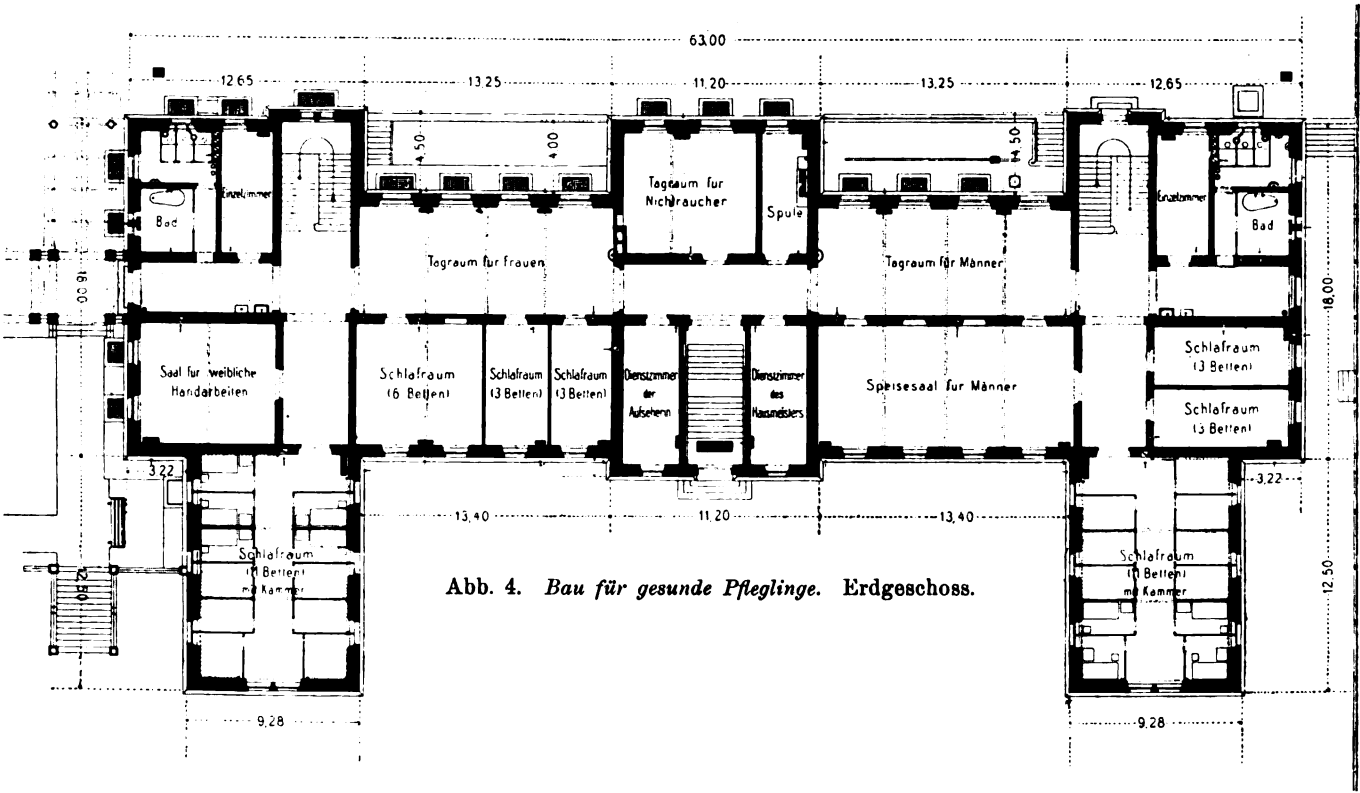 63.00
12.65
13.25
11.20
13.25
12.65
4.50
4.00
4.50
Einzelzimmer
Bad
Tagraum für
Nichtraucher
Spüle
Einzelzimmer
Bad
Tagraum für Frauen
Tagraum für Männer
18.00
18,00
Saal für weibliche
Handarbeiten
Schlafraum
(6 Betten)
Schlafraum
(3 Betten)
Schlafraum
(3 Betten)
Dienstzimmer
der
Aufseherin
Dienstzimmer
des
Hausmeisters
Speisesaal für Männer
Schlafraum
(3 Betten)
Schlafraum
(3 Betten)
3.22
3,22
13,40
11,20
13,40
Schlafraum
(11 Betten)
mit Kammer
Schlafraum
(11 Betten)
mit Kammer
12.50
12.50
Abb. 4. Bau für gesunde Pfleglinge. Erdgeschoss.
9,28
9,28